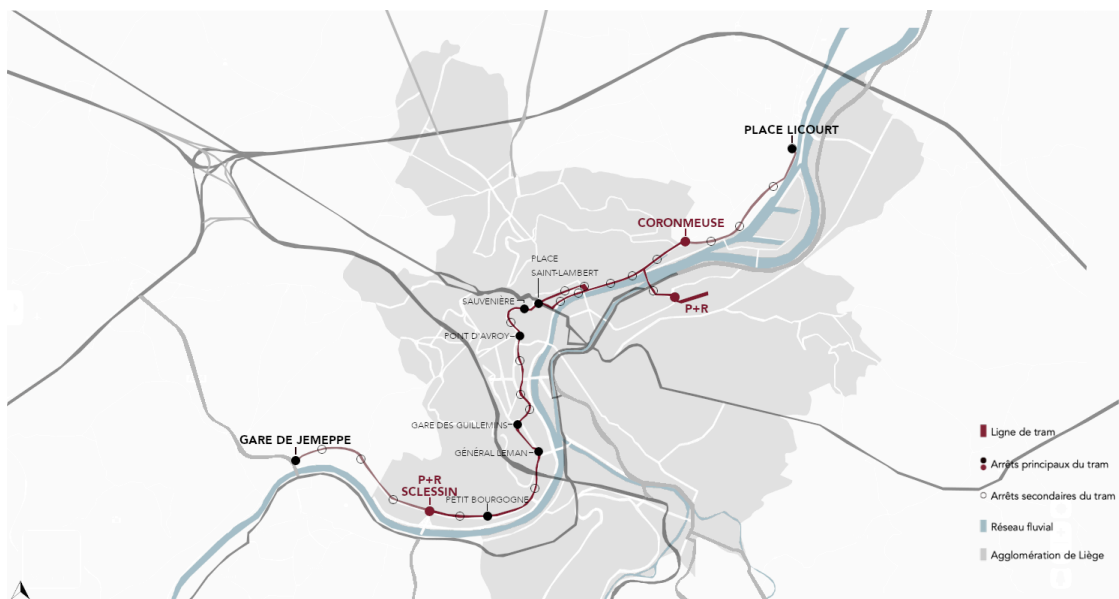 PLACE LICOURT
CORONMEUSE
PLACE
SAINT-LAMBERT
SAUVENIÈRE
P+R
PONT D'AVROY
GARE DES GUILLEMINS
GARE DE JEMEPPE
GÉNÉRAL LEMAN
P+R
SCLESSIN
PETIT BOURGOGNE
Ligne de tram
Arrêts principaux du tram
Arrêts secondaires du tram
Réseau fluvial
Agglomération de Liège